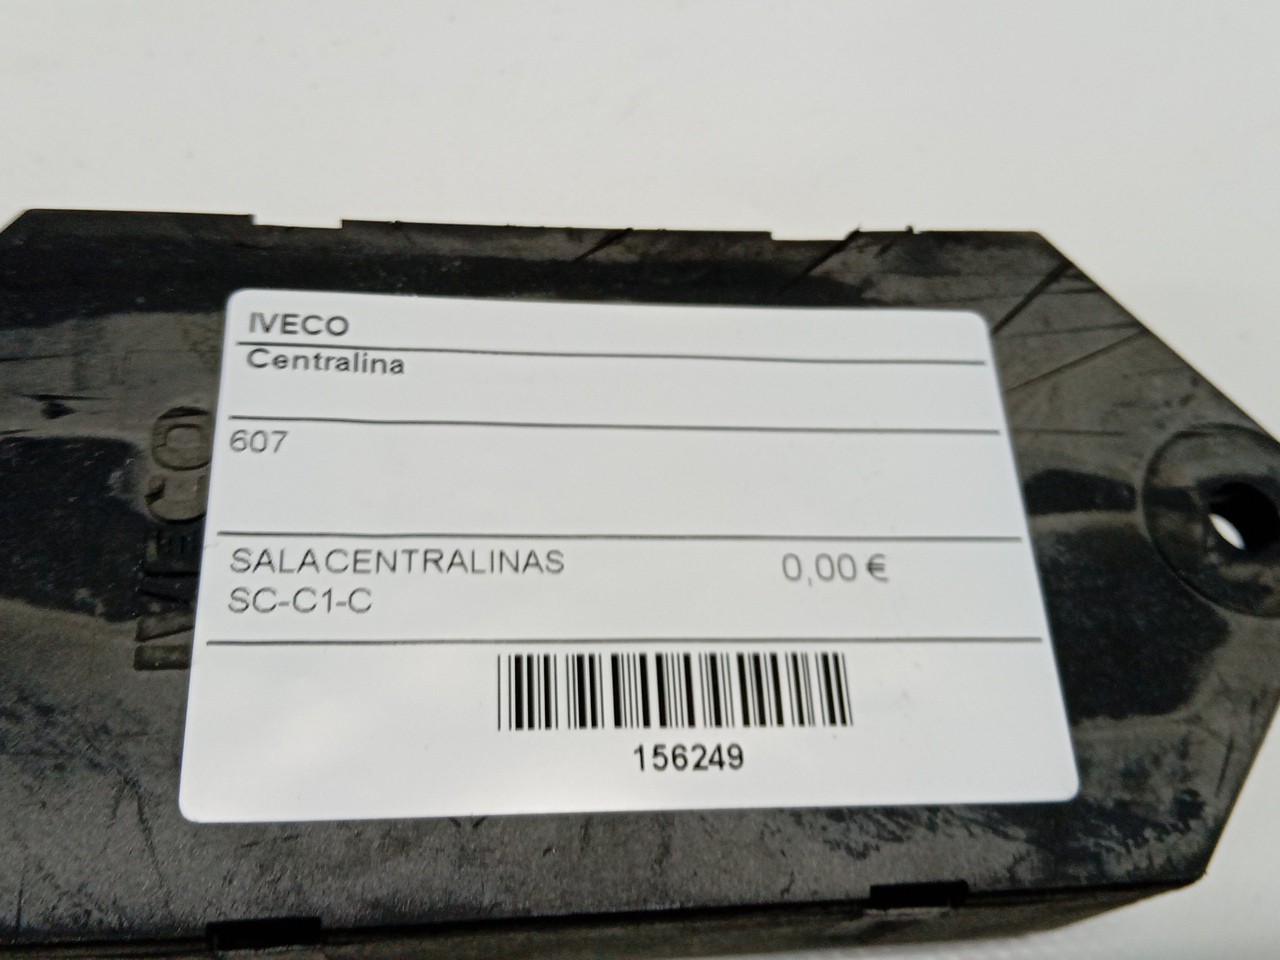 IVECO
Centralina
607
SALACENTRALINAS 0,00 €
SC-C1-C
156249
IVECO